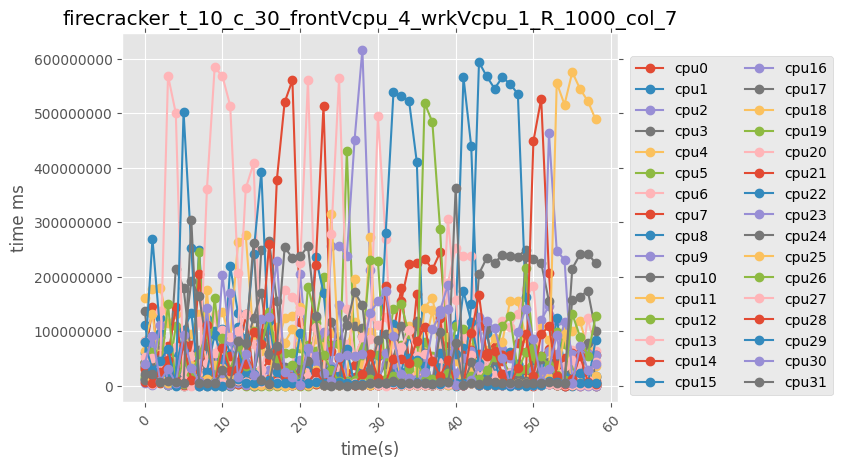 firecracker_t_10_c_30_frontVcpu_4_wrkVcpu_1_R_1000_col_7
600000000
500000000
400000000
300000000
200000000
100000000
0
time ms
0
10
20
30
40
50
60
time(s)
cpu0
cpu1
cpu2
cpu3
cpu4
cpu5
cpu6
cpu7
cpu8
cpu9
cpu10
cpu11
cpu12
cpu13
cpu14
cpu15
cpu16
cpu17
cpu18
cpu19
cpu20
cpu21
cpu22
cpu23
cpu24
cpu25
cpu26
cpu27
cpu28
cpu29
cpu30
cpu31